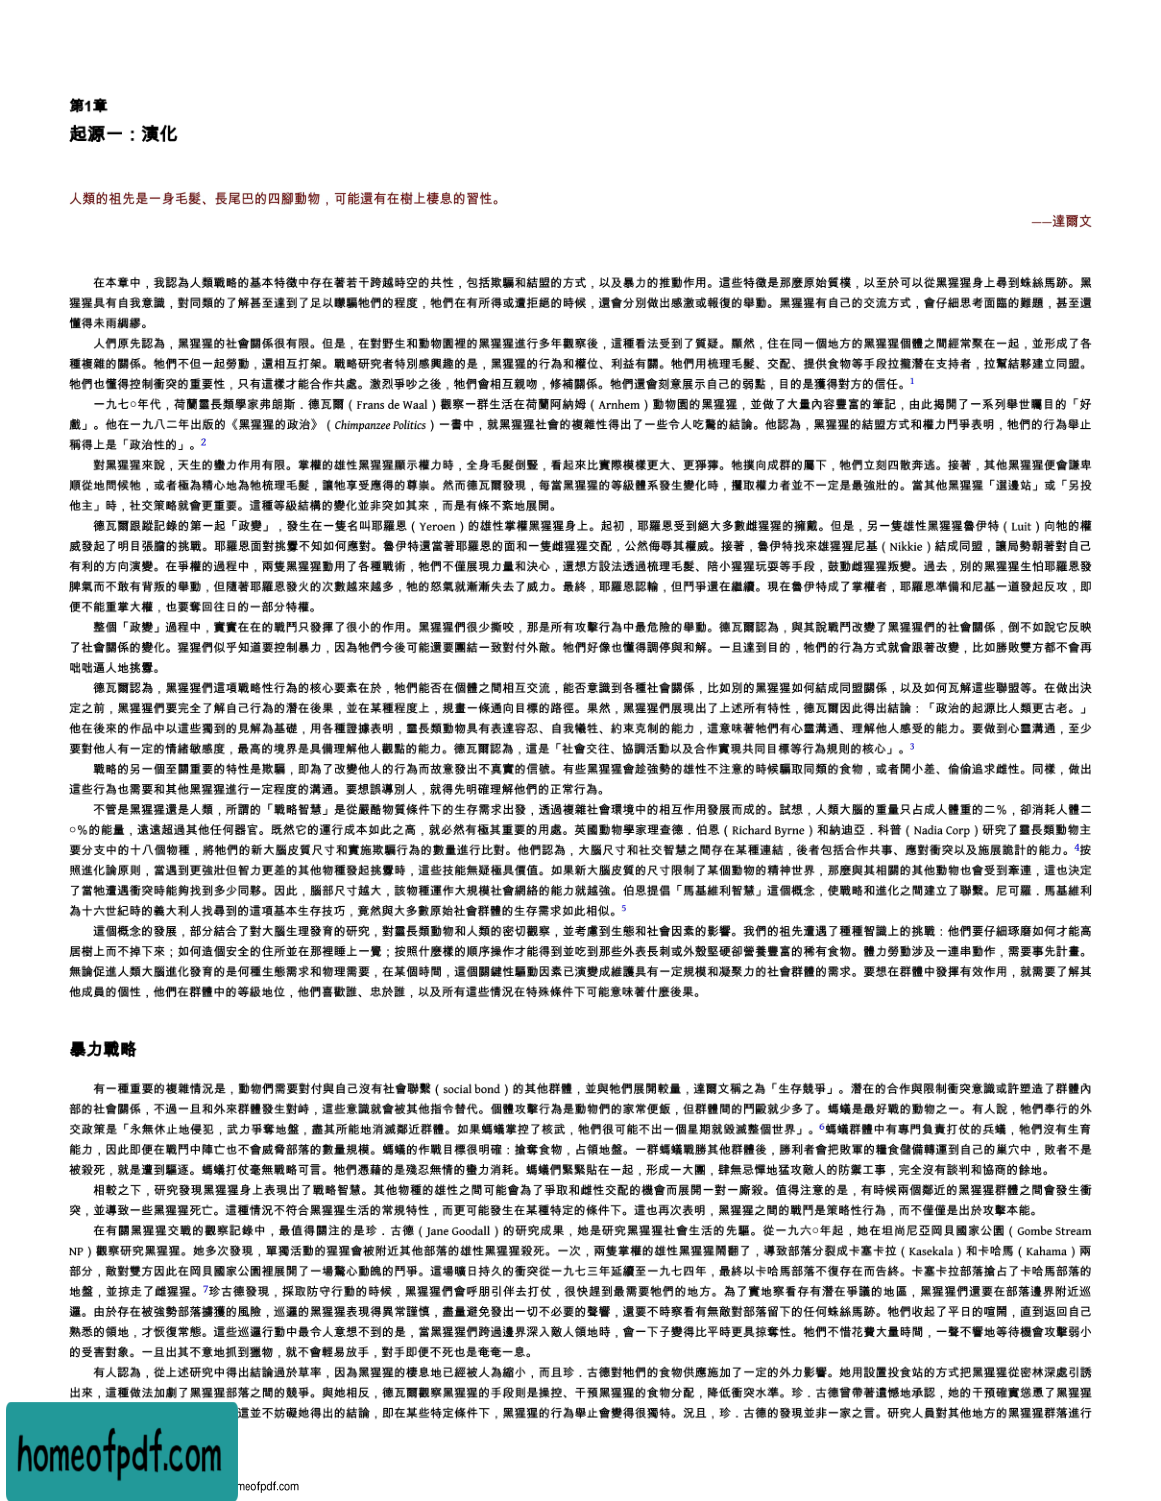 第1章
起源一：演化
人類的祖先是一身毛髮、長尾巴的四腳動物，可能還有在樹上棲息的習性。
——達爾文
在本章中，我認為人類戰略的基本特徵中存在著若干跨越時空的共性，包括欺騙和結盟的方式，以及暴力的推動作用。這些特徵是那麼原始質樸，以至於可以從黑猩猩身上尋到蛛絲馬跡。黑
猩猩具有自我意識，對同類的了解甚至達到了足以矇騙牠們的程度，牠們在有所得或遭拒絕的時候，還會分別做出感激或報復的舉動。黑猩猩有自己的交流方式，會仔細思考面臨的難題，甚至還
懂得未雨綢繆。
人們原先認為，黑猩猩的社會關係很有限。但是，在對野生和動物園裡的黑猩猩進行多年觀察後，這種看法受到了質疑。顯然，住在同一個地方的黑猩猩個體之間經常聚在一起，並形成了各
種複雜的關係。牠們不但一起勞動，還相互打架。戰略研究者特別感興趣的是，黑猩猩的行為和權位、利益有關。牠們用梳理毛髮、交配、提供食物等手段拉攏潛在支持者，拉幫結夥建立同盟。
牠們也懂得控制衝突的重要性，只有這樣才能合作共處。激烈爭吵之後，牠們會相互親吻，修補關係。牠們還會刻意展示自己的弱點，目的是獲得對方的信任。1
一九七○年代，荷蘭靈長類學家弗朗斯．德瓦爾（Frans de Waal）觀察一群生活在荷蘭阿納姆（Arnhem）動物園的黑猩猩，並做了大量內容豐富的筆記，由此揭開了一系列舉世矚目的「好
戲」。他在一九八二年出版的《黑猩猩的政治》（Chimpanzee Politics）一書中，就黑猩猩社會的複雜性得出了一些令人吃驚的結論。他認為，黑猩猩的結盟方式和權力鬥爭表明，牠們的行為舉止
稱得上是「政治性的」。2
對黑猩猩來說，天生的蠻力作用有限。掌權的雄性黑猩猩顯示權力時，全身毛髮倒豎，看起來比實際模樣更大、更猙獰。牠撲向成群的屬下，牠們立刻四散奔逃。接著，其他黑猩猩便會謙卑
順從地問候牠，或者極為精心地為牠梳理毛髮，讓牠享受應得的尊崇。然而德瓦爾發現，每當黑猩猩的等級體系發生變化時，攫取權力者並不一定是最強壯的。當其他黑猩猩「選邊站」或「另投
他主」時，社交策略就會更重要。這種等級結構的變化並非突如其來，而是有條不紊地展開。
德瓦爾跟蹤記錄的第一起「政變」，發生在一隻名叫耶羅恩（Yeroen）的雄性掌權黑猩猩身上。起初，耶羅恩受到絕大多數雌猩猩的擁戴。但是，另一隻雄性黑猩猩魯伊特（Luit）向牠的權
威發起了明目張膽的挑戰。耶羅恩面對挑釁不知如何應對。魯伊特還當著耶羅恩的面和一隻雌猩猩交配，公然侮辱其權威。接著，魯伊特找來雄猩猩尼基（Nikkie）結成同盟，讓局勢朝著對自己
有利的方向演變。在爭權的過程中，兩隻黑猩猩動用了各種戰術，牠們不僅展現力量和決心，還想方設法透過梳理毛髮、陪小猩猩玩耍等手段，鼓動雌猩猩叛變。過去，別的黑猩猩生怕耶羅恩發
脾氣而不敢有背叛的舉動，但隨著耶羅恩發火的次數越來越多，牠的怒氣就漸漸失去了威力。最終，耶羅恩認輸，但鬥爭還在繼續。現在魯伊特成了掌權者，耶羅恩準備和尼基一道發起反攻，即
便不能重掌大權，也要奪回往日的一部分特權。
整個「政變」過程中，實實在在的戰鬥只發揮了很小的作用。黑猩猩們很少撕咬，那是所有攻擊行為中最危險的舉動。德瓦爾認為，與其說戰鬥改變了黑猩猩們的社會關係，倒不如說它反映
了社會關係的變化。猩猩們似乎知道要控制暴力，因為牠們今後可能還要團結一致對付外敵。牠們好像也懂得調停與和解。一旦達到目的，牠們的行為方式就會跟著改變，比如勝敗雙方都不會再
咄咄逼人地挑釁。
德瓦爾認為，黑猩猩們這項戰略性行為的核心要素在於，牠們能否在個體之間相互交流，能否意識到各種社會關係，比如別的黑猩猩如何結成同盟關係，以及如何瓦解這些聯盟等。在做出決
定之前，黑猩猩們要完全了解自己行為的潛在後果，並在某種程度上，規畫一條通向目標的路徑。果然，黑猩猩們展現出了上述所有特性，德瓦爾因此得出結論：「政治的起源比人類更古老。」
他在後來的作品中以這些獨到的見解為基礎，用各種證據表明，靈長類動物具有表達容忍、自我犧牲、約束克制的能力，這意味著牠們有心靈溝通、理解他人感受的能力。要做到心靈溝通，至少
要對他人有一定的情緒敏感度，最高的境界是具備理解他人觀點的能力。德瓦爾認為，這是「社會交往、協調活動以及合作實現共同目標等行為規則的核心」。3
戰略的另一個至關重要的特性是欺騙，即為了改變他人的行為而故意發出不真實的信號。有些黑猩猩會趁強勢的雄性不注意的時候騙取同類的食物，或者開小差、偷偷追求雌性。同樣，做出
這些行為也需要和其他黑猩猩進行一定程度的溝通。要想誤導別人，就得先明確理解他們的正常行為。
不管是黑猩猩還是人類，所謂的「戰略智慧」是從嚴酷物質條件下的生存需求出發，透過複雜社會環境中的相互作用發展而成的。試想，人類大腦的重量只占成人體重的二％，卻消耗人體二
○％的能量，遠遠超過其他任何器官。既然它的運行成本如此之高，就必然有極其重要的用處。英國動物學家理查德．伯恩（Richard Byrne）和納迪亞．科普（Nadia Corp）研究了靈長類動物主
要分支中的十八個物種，將牠們的新大腦皮質尺寸和實施欺騙行為的數量進行比對。他們認為，大腦尺寸和社交智慧之間存在某種連結，後者包括合作共事、應對衝突以及施展詭計的能力。4按
照進化論原則，當遇到更強壯但智力更差的其他物種發起挑釁時，這些技能無疑極具價值。如果新大腦皮質的尺寸限制了某個動物的精神世界，那麼與其相關的其他動物也會受到牽連，這也決定
了當牠遭遇衝突時能夠找到多少同夥。因此，腦部尺寸越大，該物種運作大規模社會網絡的能力就越強。伯恩提倡「馬基維利智慧」這個概念，使戰略和進化之間建立了聯繫。尼可羅．馬基維利
為十六世紀時的義大利人找尋到的這項基本生存技巧，竟然與大多數原始社會群體的生存需求如此相似。5
這個概念的發展，部分結合了對大腦生理發育的研究，對靈長類動物和人類的密切觀察，並考慮到生態和社會因素的影響。我們的祖先遭遇了種種智識上的挑戰：他們要仔細琢磨如何才能高
居樹上而不掉下來；如何造個安全的住所並在那裡睡上一覺；按照什麼樣的順序操作才能得到並吃到那些外表長刺或外殼堅硬卻營養豐富的稀有食物。體力勞動涉及一連串動作，需要事先計畫。
無論促進人類大腦進化發育的是何種生態需求和物理需要，在某個時間，這個關鍵性驅動因素已演變成維護具有一定規模和凝聚力的社會群體的需求。要想在群體中發揮有效作用，就需要了解其
他成員的個性，他們在群體中的等級地位，他們喜歡誰、忠於誰，以及所有這些情況在特殊條件下可能意味著什麼後果。
暴力戰略
有一種重要的複雜情況是，動物們需要對付與自己沒有社會聯繫（social bond）的其他群體，並與牠們展開較量，達爾文稱之為「生存競爭」。潛在的合作與限制衝突意識或許塑造了群體內
部的社會關係，不過一旦和外來群體發生對峙，這些意識就會被其他指令替代。個體攻擊行為是動物們的家常便飯，但群體間的鬥毆就少多了。螞蟻是最好戰的動物之一。有人說，牠們奉行的外
交政策是「永無休止地侵犯，武力爭奪地盤，盡其所能地消滅鄰近群體。如果螞蟻掌控了核武，牠們很可能不出一個星期就毀滅整個世界」。6螞蟻群體中有專門負責打仗的兵蟻，牠們沒有生育
能力，因此即便在戰鬥中陣亡也不會威脅部落的數量規模。螞蟻的作戰目標很明確：搶奪食物，占領地盤。一群螞蟻戰勝其他群體後，勝利者會把敗軍的糧食儲備轉運到自己的巢穴中，敗者不是
被殺死，就是遭到驅逐。螞蟻打仗毫無戰略可言。牠們憑藉的是殘忍無情的蠻力消耗。螞蟻們緊緊貼在一起，形成一大團，肆無忌憚地猛攻敵人的防禦工事，完全沒有談判和協商的餘地。
相較之下，研究發現黑猩猩身上表現出了戰略智慧。其他物種的雄性之間可能會為了爭取和雌性交配的機會而展開一對一廝殺。值得注意的是，有時候兩個鄰近的黑猩猩群體之間會發生衝
突，並導致一些黑猩猩死亡。這種情況不符合黑猩猩生活的常規特性，而更可能發生在某種特定的條件下。這也再次表明，黑猩猩之間的戰鬥是策略性行為，而不僅僅是出於攻擊本能。
在有關黑猩猩交戰的觀察記錄中，最值得關注的是珍．古德（Jane Goodall）的研究成果，她是研究黑猩猩社會生活的先驅。從一九六○年起，她在坦尚尼亞岡貝國家公園（Gombe Stream
NP）觀察研究黑猩猩。她多次發現，單獨活動的猩猩會被附近其他部落的雄性黑猩猩殺死。一次，兩隻掌權的雄性黑猩猩鬧翻了，導致部落分裂成卡塞卡拉（Kasekala）和卡哈馬（Kahama）兩
部分，敵對雙方因此在岡貝國家公園裡展開了一場驚心動魄的鬥爭。這場曠日持久的衝突從一九七三年延續至一九七四年，最終以卡哈馬部落不復存在而告終。卡塞卡拉部落搶占了卡哈馬部落的
地盤，並掠走了雌猩猩。7珍古德發現，採取防守行動的時候，黑猩猩們會呼朋引伴去打仗，很快趕到最需要牠們的地方。為了實地察看存有潛在爭議的地區，黑猩猩們還要在部落邊界附近巡
邏。由於存在被強勢部落擄獲的風險，巡邏的黑猩猩表現得異常謹慎，盡量避免發出一切不必要的聲響，還要不時察看有無敵對部落留下的任何蛛絲馬跡。牠們收起了平日的喧鬧，直到返回自己
熟悉的領地，才恢復常態。這些巡邏行動中最令人意想不到的是，當黑猩猩們跨過邊界深入敵人領地時，會一下子變得比平時更具掠奪性。牠們不惜花費大量時間，一聲不響地等待機會攻擊弱小
的受害對象。一旦出其不意地抓到獵物，就不會輕易放手，對手即便不死也是奄奄一息。
有人認為，從上述研究中得出結論過於草率，因為黑猩猩的棲息地已經被人為縮小，而且珍．古德對牠們的食物供應施加了一定的外力影響。她用設置投食站的方式把黑猩猩從密林深處引誘
出來，這種做法加劇了黑猩猩部落之間的競爭。與她相反，德瓦爾觀察黑猩猩的手段則是操控、干預黑猩猩的食物分配，降低衝突水準。珍．古德曾帶著遺憾地承認，她的干預確實慫恿了黑猩猩
這並不妨礙她得出的結論，即在某些特定條件下，黑猩猩的行為舉止會變得很獨特。況且，珍．古德的發現並非一家之言。研究人員對其他地方的黑猩猩群落進行
homeofpdf.com
meofpdf.com